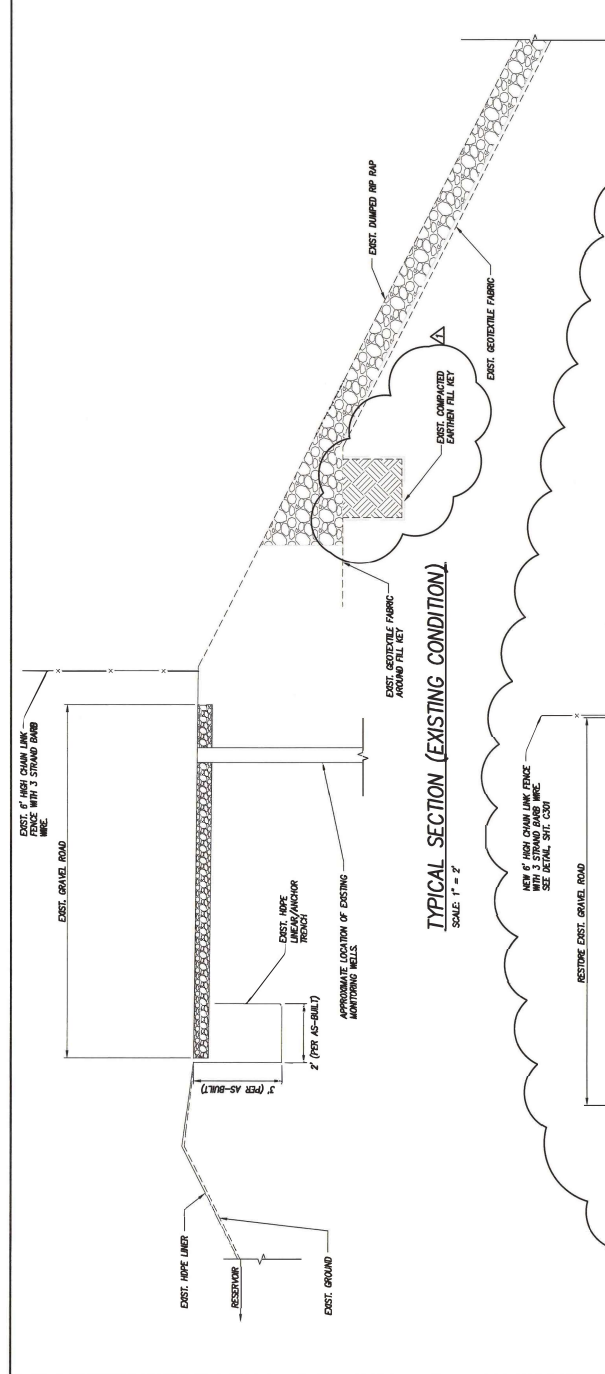 EXIST. 6' HIGH CHAIN LINK
FENCE WITH 3 STRAND BARB
WIRE.
EXIST. GRAVEL ROAD
EXIST. HDPE LINER
RESERVOIR
EXIST. GROUND
3' (PER AS-BUILT)
2' (PER AS-BUILT)
EXIST. HDPE
LINEAR/ANCHOR
TRENCH
APPROXIMATE LOCATION OF EXISTING
MONITORING WELLS.
EXIST. GEOTEXTILE FABRIC
AROUND FILL KEY
EXIST. COMPACTED
EARTHEN FILL KEY
1
EXIST. DUMPED RIP RAP
EXIST. GEOTEXTILE FABRIC
TYPICAL SECTION (EXISTING CONDITION)
SCALE: 1" = 2'
NEW 6' HIGH CHAIN LINK FENCE
WITH 3 STRAND BARB WIRE.
SEE DETAIL, SHT. C301
RESTORE EXIST. GRAVEL ROAD